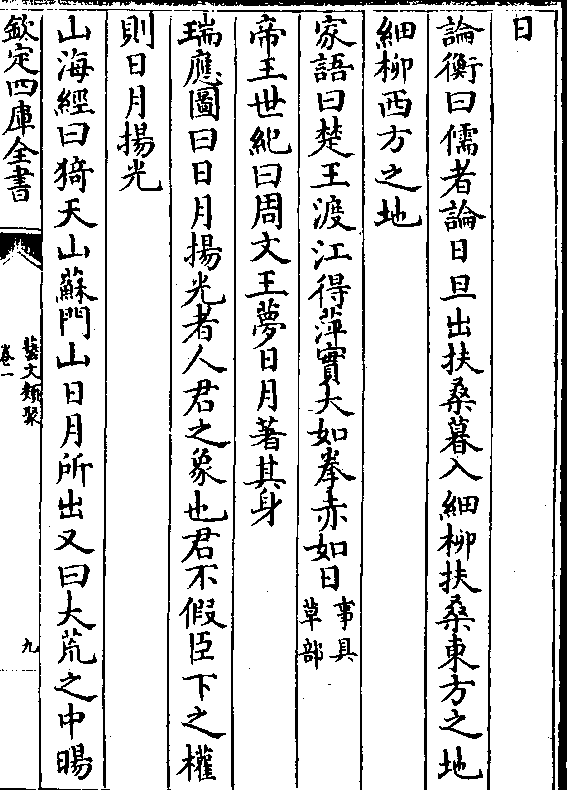 日
論衡曰儒者論日旦出扶桑暮入細柳扶桑東方之地
細柳西方之地
家語曰楚王渡江得萍實大如拳赤如日事具草部
帝王世紀曰周文王夢日月著其身
瑞應圖曰日月揚光者人君之象也君不假臣下之權
則日月揚光
山海經曰猗天山蘇門山日月所出又曰大荒之中暘
欽定四庫全書
藝文類聚
卷一
九